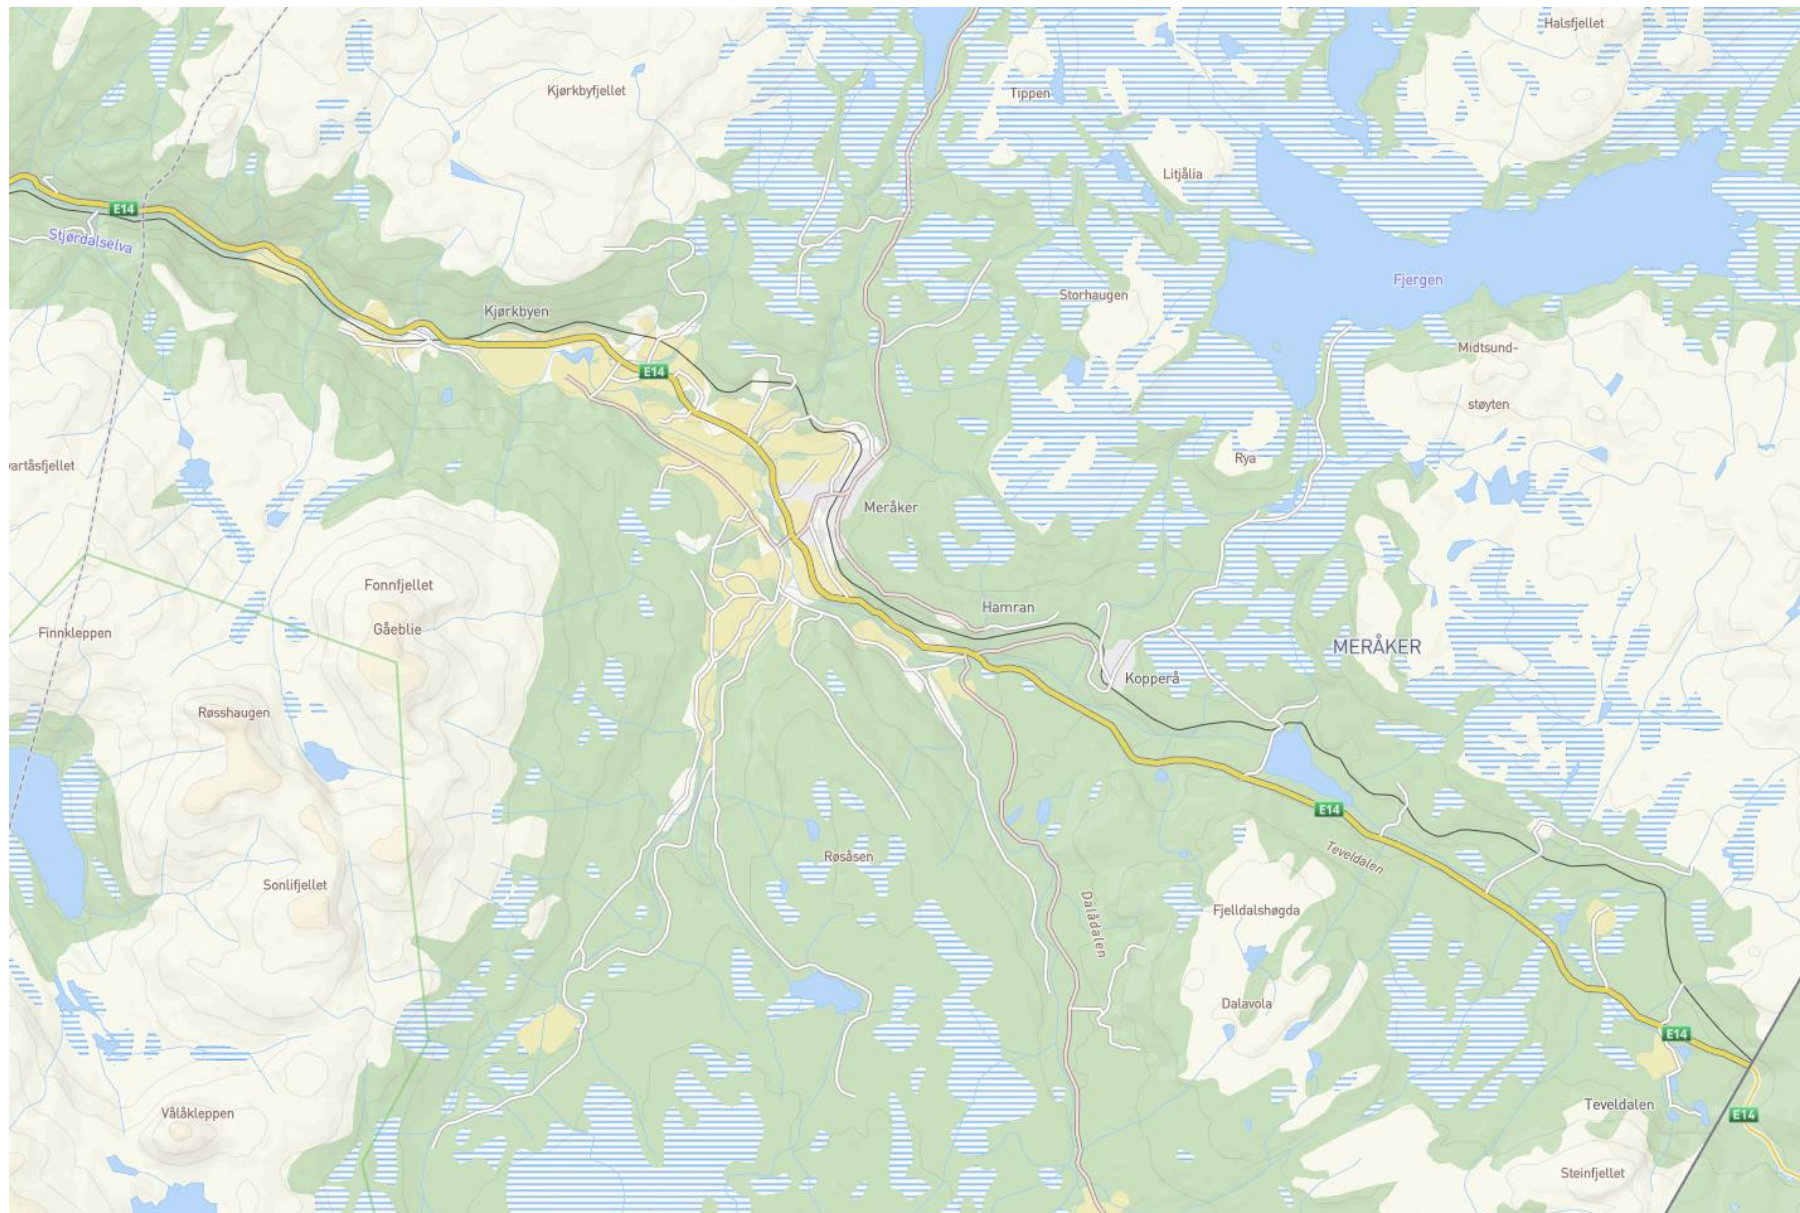 Halsfjellet
Kjørkbyfjellet
Tippen
Litjålia
E14
Stjørdalselva
Fjergen
Storhaugen
Kjørkbyen
Midtsund-
støyten
E14
Rya
vartåsfjellet
Meråker
Fonnfjellet
Gåeblie
Hamran
Finnkleppen
MERÅKER
Kopperå
Røsshaugen
E14
Teveldalen
Røsåsen
Sonlifjellet
Dalådalen
Fjelldalshøgda
Dalavola
E14
Teveldalen
E14
Vålåkleppen
Steinfjellet